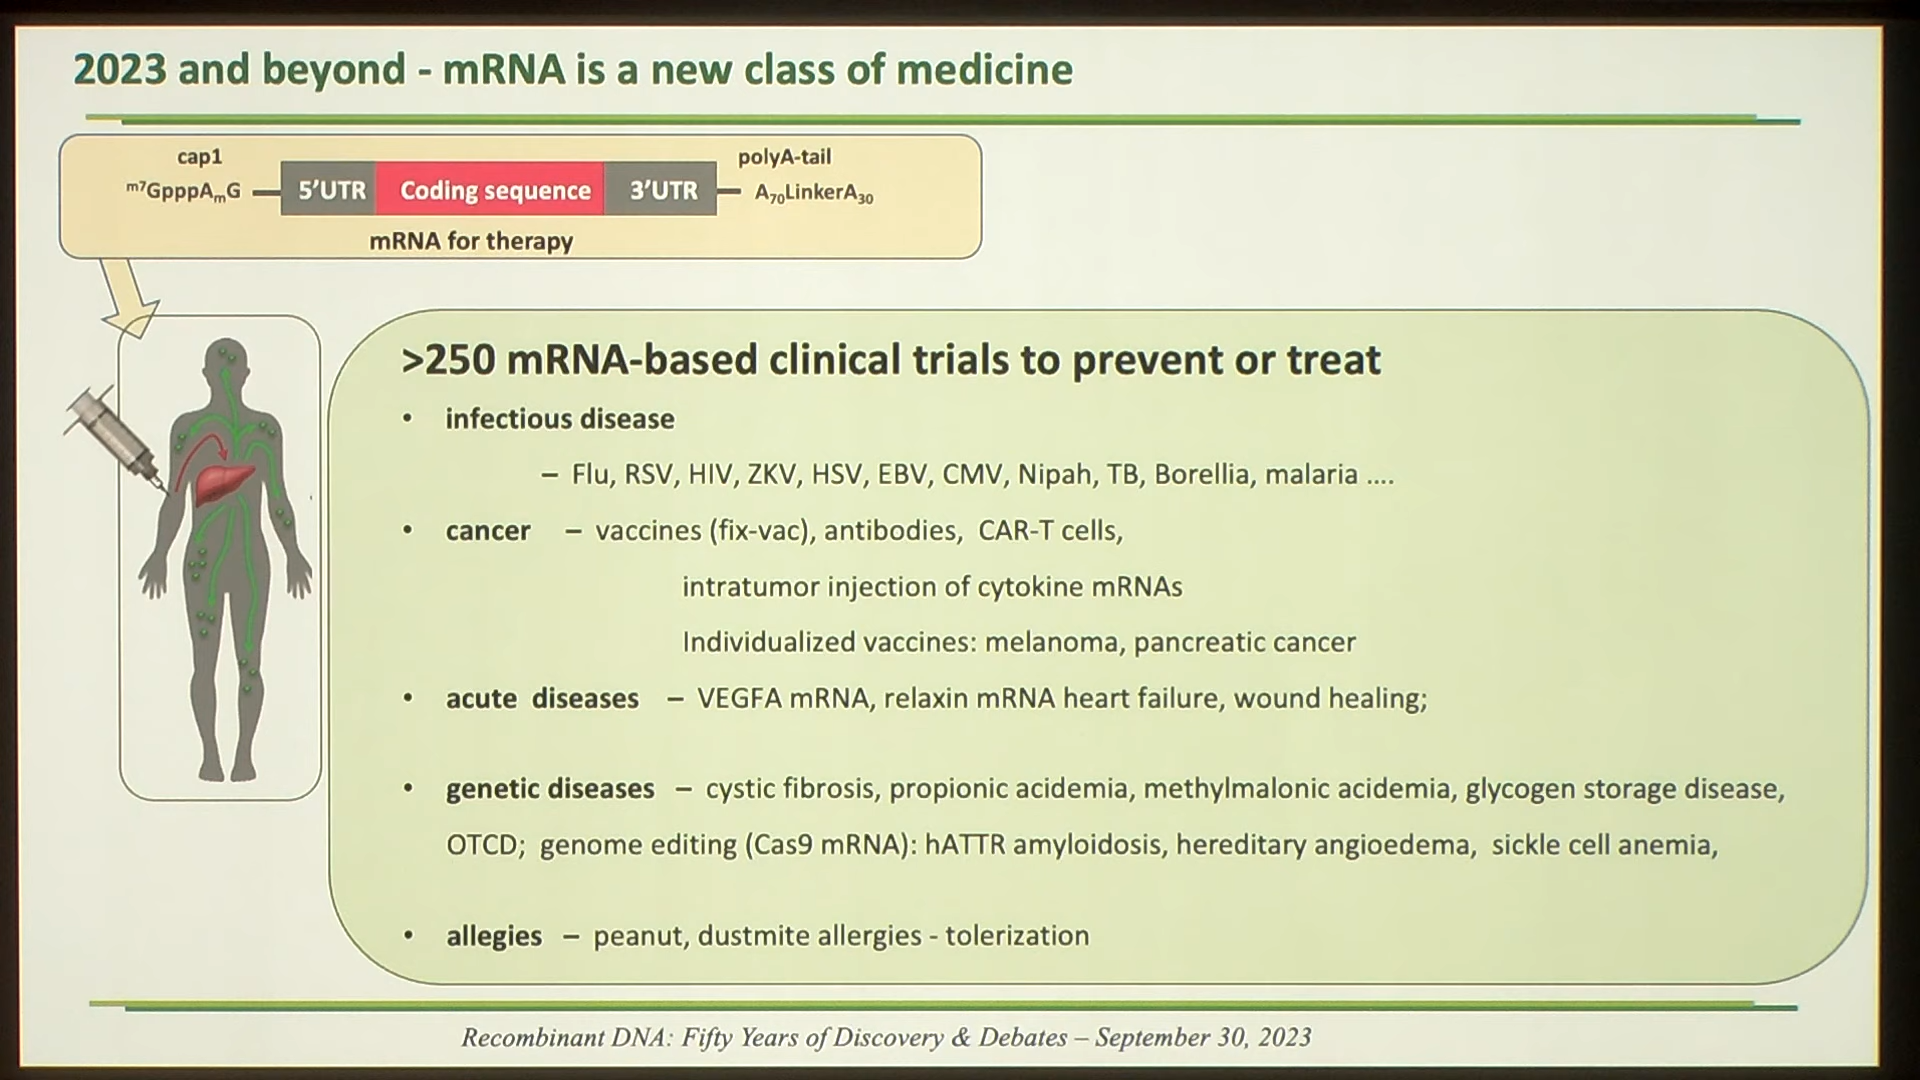 2023 and beyond - mRNA is a new class of medicine
cap1
polyA-tail
m7GpppAmG
5'UTR
Coding sequence
3'UTR
A70LinkerA30
mRNA for therapy
>250 mRNA-based clinical trials to prevent or treat
• infectious disease
– Flu, RSV, HIV, ZKV, HSV, EBV, CMV, Nipah, TB, Borellia, malaria ....
• cancer – vaccines (fix-vac), antibodies, CAR-T cells,
intratumor injection of cytokine mRNAs
Individualized vaccines: melanoma, pancreatic cancer
• acute diseases – VEGFA mRNA, relaxin mRNA heart failure, wound healing;
• genetic diseases – cystic fibrosis, propionic acidemia, methylmalonic acidemia, glycogen storage disease,
OTCD; genome editing (Cas9 mRNA): hATTR amyloidosis, hereditary angioedema, sickle cell anemia,
• allegies – peanut, dustmite allergies - tolerization
Recombinant DNA: Fifty Years of Discovery & Debates – September 30, 2023